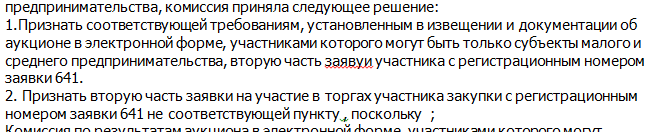 предпринимательства, комиссия приняла следующее решение:
1.Признать соответствующей требованиям, установленным в извещении и документации об
аукционе в электронной форме, участниками которого могут быть только субъекты малого и
среднего предпринимательства, вторую часть заявуи участника с регистрационным номером
заявки 641.
2. Признать вторую часть заявки на участие в торгах участника закупки с регистрационным
номером заявки 641 не соответствующей пункту , поскольку ;
Комиссия по результатам аукциона в электронной форме, участниками которого могут